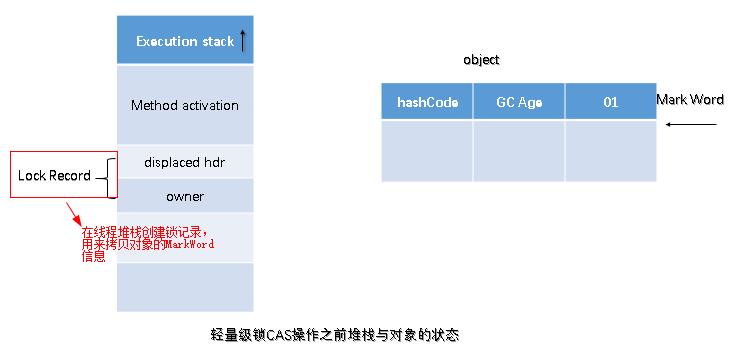 Execution stack
Method activation
displaced hdr
owner
Lock Record
在线程堆栈创建锁记录，
用来拷贝对象的MarkWord
信息
object
hashCode GC Age 01
Mark Word
轻量级锁CAS操作之前堆栈与对象的状态